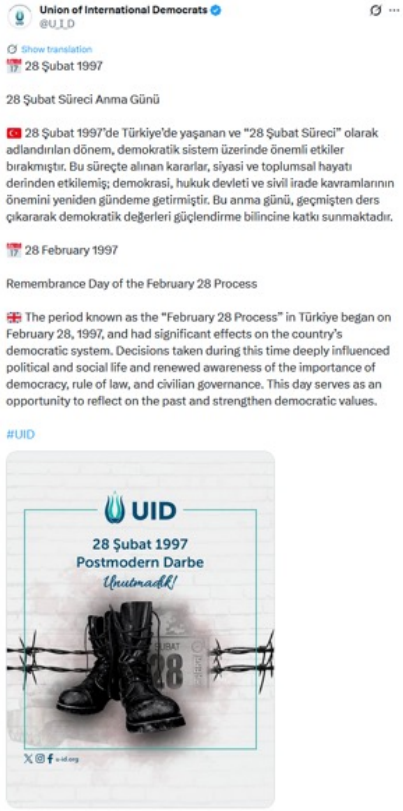 Union of International Democrats
@U_I_D
Show translation
28 Şubat 1997
28 Şubat Süreci Anma Günü
28 Şubat 1997'de Türkiye'de yaşanan ve "28 Şubat Süreci" olarak
adlandırılan dönem, demokratik sistem üzerinde önemli etkiler
bırakmıştır. Bu süreçte alınan kararlar, siyasi ve toplumsal hayatı
derinden etkilemiş; demokrasi, hukuk devleti ve sivil irade kavramlarının
önemini yeniden gündeme getirmiştir. Bu anma günü, geçmişten ders
çıkararak demokratik değerleri güçlendirme bilincine katkı sunmaktadır.
28 February 1997
Remembrance Day of the February 28 Process
The period known as the "February 28 Process" in Türkiye began on
February 28, 1997, and had significant effects on the country's
democratic system. Decisions taken during this time deeply influenced
political and social life and renewed awareness of the importance of
democracy, rule of law, and civilian governance. This day serves as an
opportunity to reflect on the past and strengthen democratic values.
#UID
UID
28 Şubat 1997
Postmodern Darbe
Unutmadık!
ŞUBAT
28
u-id.org